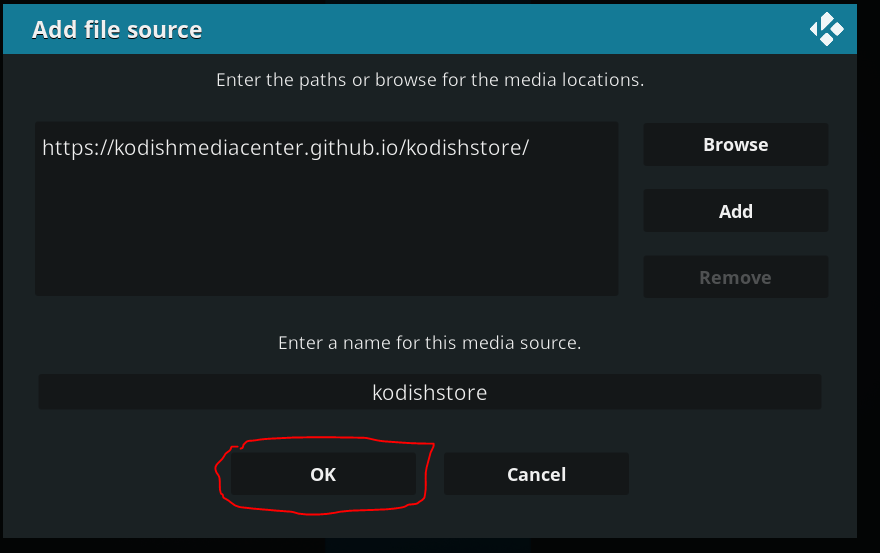 Add file source
Enter the paths or browse for the media locations.
https://kodishmediacenter.github.io/kodishstore/
Browse
Add
Remove
Enter a name for this media source.
kodishstore
OK
Cancel